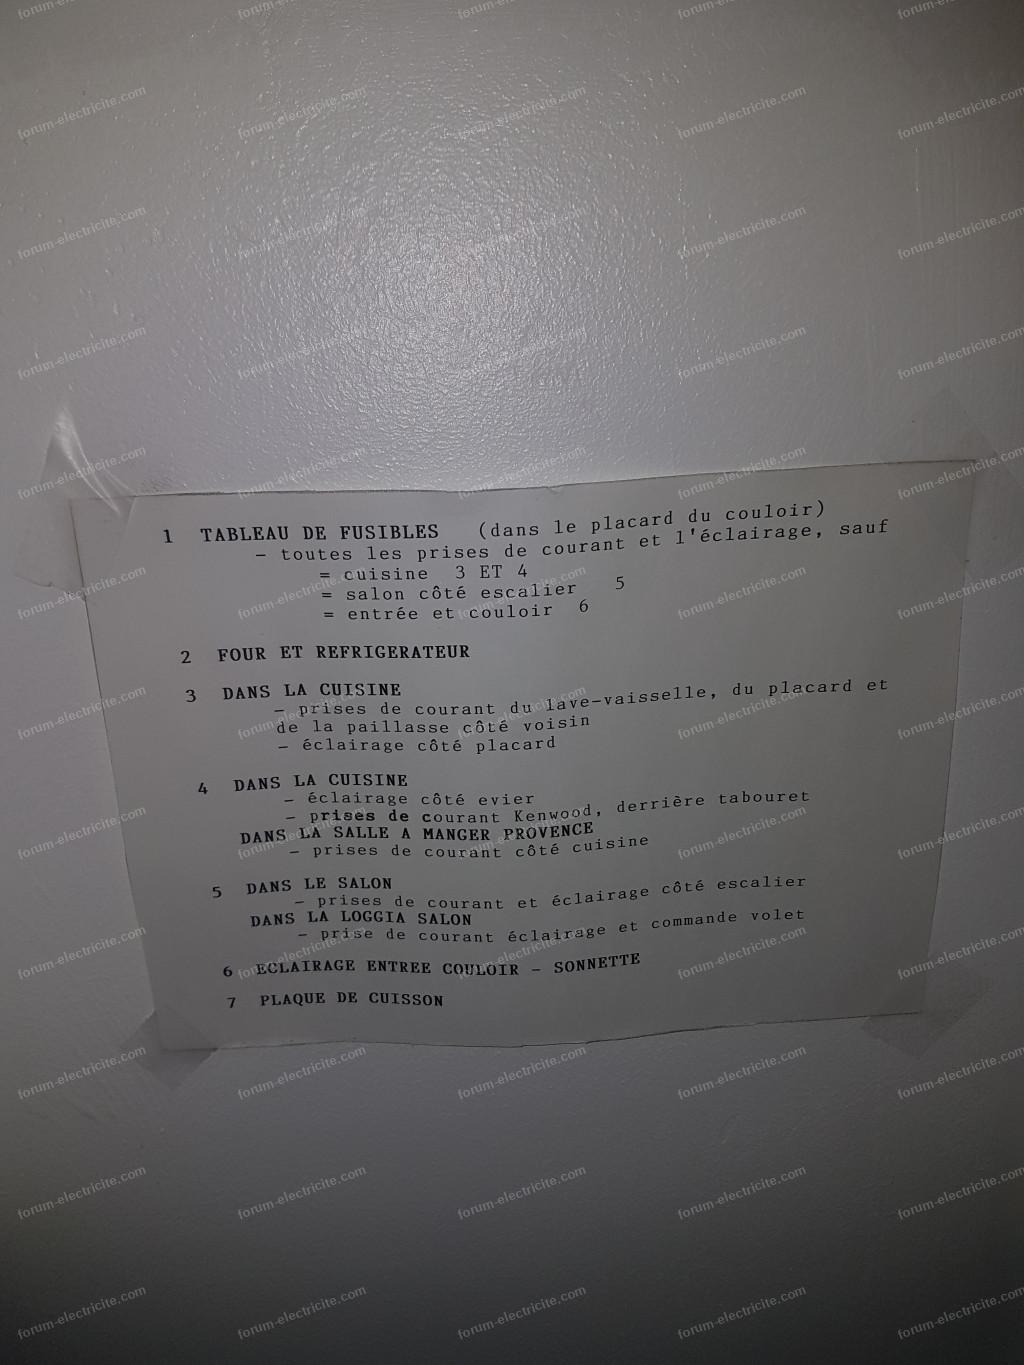 1 TABLEAU DE FUSIBLES (dans le placard du couloir)
– toutes les prises de courant et l'éclairage, sauf
= cuisine 3 ET 4
= salon côté escalier 5
= entrée et couloir 6
2 FOUR ET REFRIGERATEUR
3 DANS LA CUISINE
– prises de courant du lave-vaisselle, du placard et
de la paillasse côté voisin
– éclairage côté placard
4 DANS LA CUISINE
– éclairage côté evier
– prises de courant Kenwood, derrière tabouret
DANS LA SALLE A MANGER PROVENCE
– prises de courant côté cuisine
5 DANS LE SALON
– prises de courant et éclairage côté escalier
DANS LA LOGGIA SALON
– prise de courant éclairage et commande volet
6 ECLAIRAGE ENTREE COULOIR – SONNETTE
7 PLAQUE DE CUISSON
forum-electricite.com